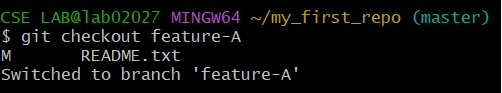 CSE LAB@lab02027 MINGW64 ~/my_first_repo (master)
$ git checkout feature-A
M       README.txt
Switched to branch 'feature-A'